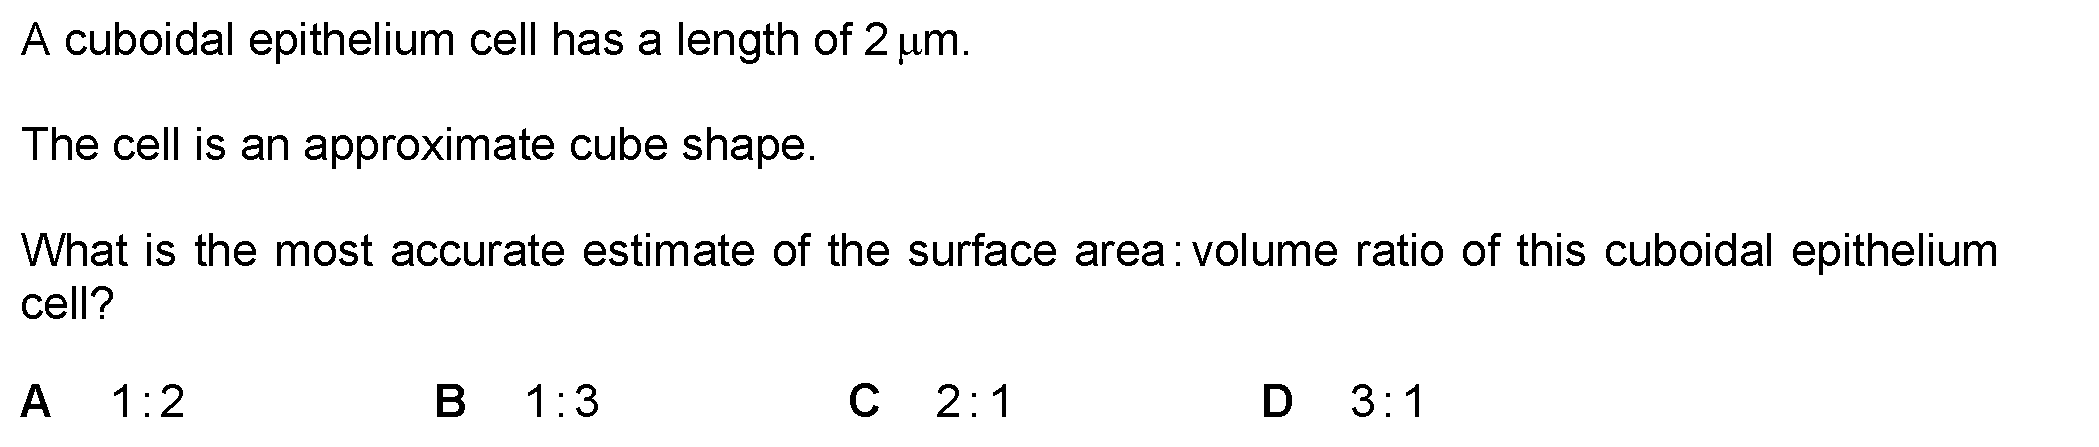 A cuboidal epithelium cell has a length of 2 μm.
The cell is an approximate cube shape.
What is the most accurate estimate of the surface area : volume ratio of this cuboidal epithelium
cell?
A 1 : 2 B 1 : 3 C 2 : 1 D 3 : 1